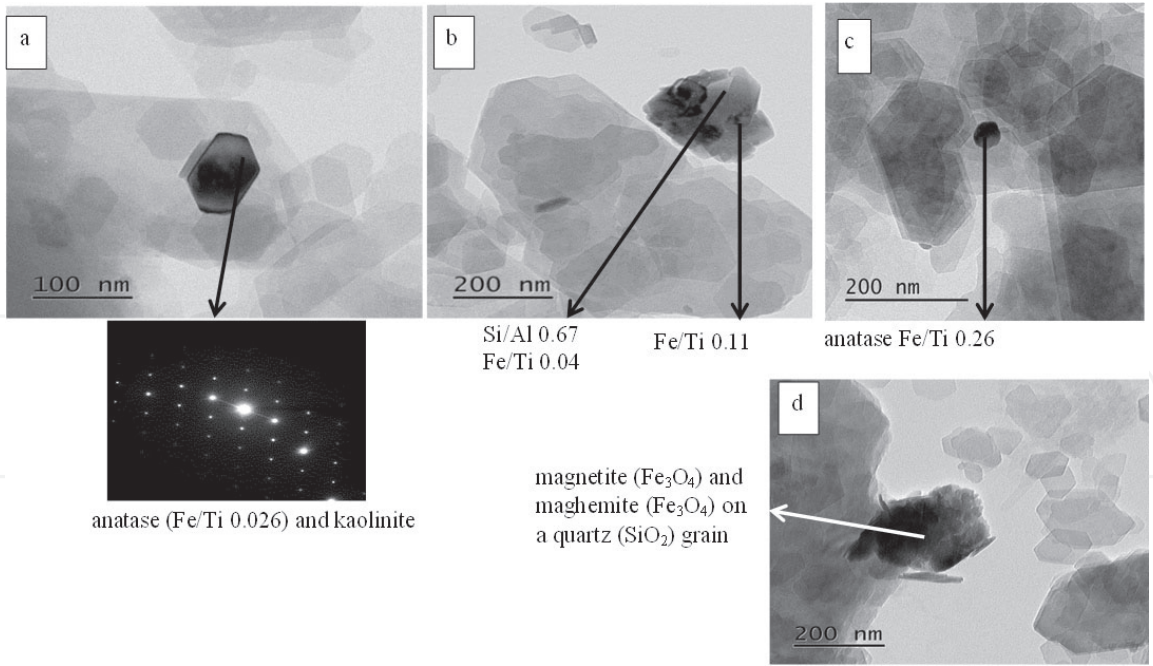 a
100 nm
anatase (Fe/Ti 0.026) and kaolinite
b
200 nm
Si/Al 0.67
Fe/Ti 0.04
Fe/Ti 0.11
c
200 nm
anatase Fe/Ti 0.26
d
magnetite (Fe₃O₄) and
maghemite (Fe₃O₄) on
a quartz (SiO₂) grain
200 nm